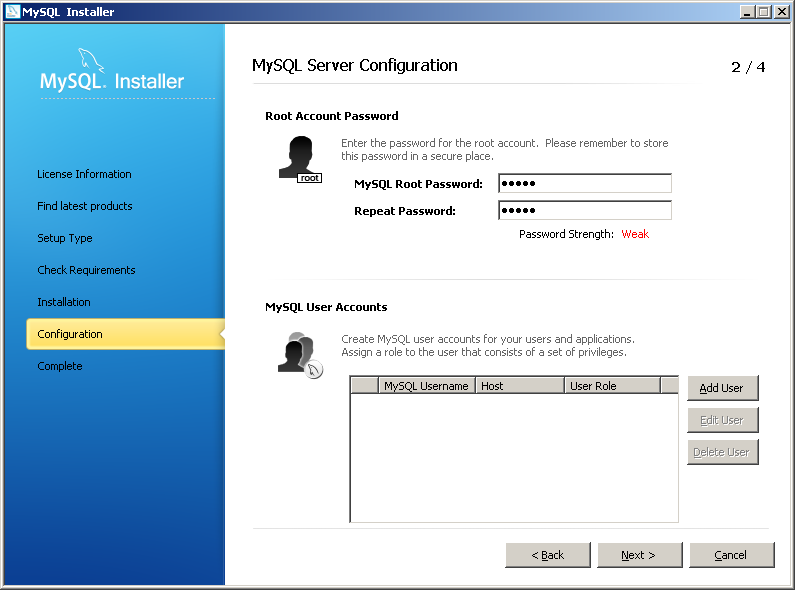 MySQL Installer
MySQL. Installer
MySQL Server Configuration
2 / 4
License Information
Find latest products
Setup Type
Check Requirements
Installation
Configuration
Complete
Root Account Password
Enter the password for the root account. Please remember to store
this password in a secure place.
root
MySQL Root Password: ●●●●●
Repeat Password: ●●●●●
Password Strength: Weak
MySQL User Accounts
Create MySQL user accounts for your users and applications.
Assign a role to the user that consists of a set of privileges.
MySQL Username Host User Role
Add User
Edit User
Delete User
< Back Next > Cancel